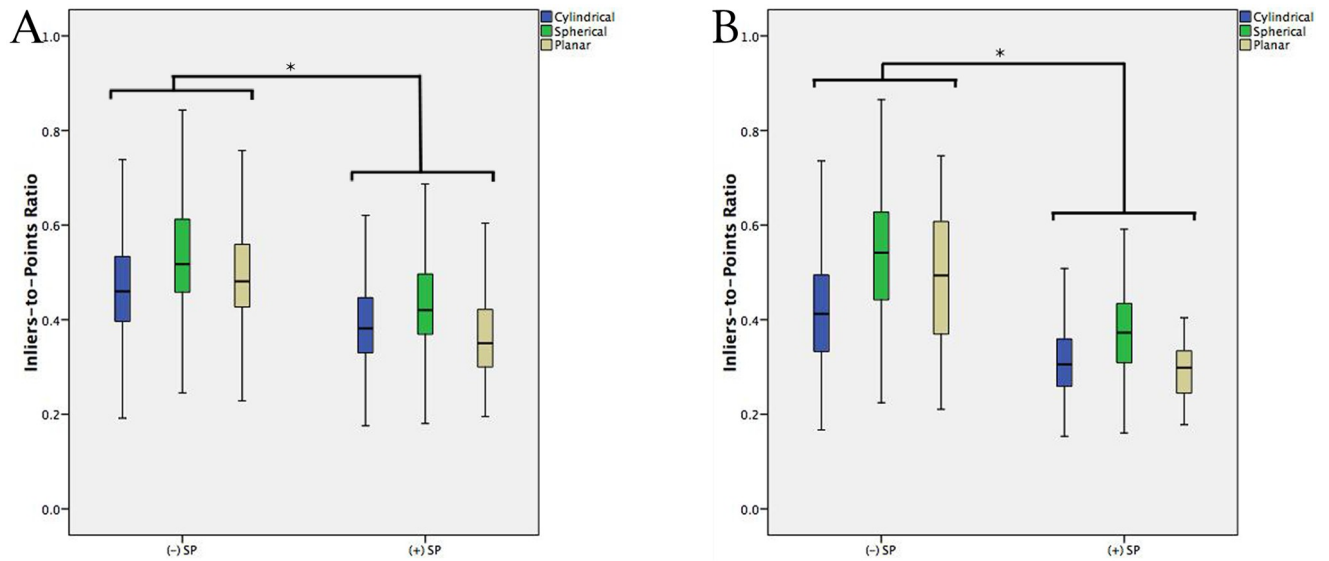 A
Cylindrical
Spherical
Planar
*
1.0
0.8
0.6
0.4
0.2
0.0
Inliers-to-Points Ratio
(-) SP
(+) SP
B
Cylindrical
Spherical
Planar
*
1.0
0.8
0.6
0.4
0.2
0.0
Inliers-to-Points Ratio
(-) SP
(+) SP